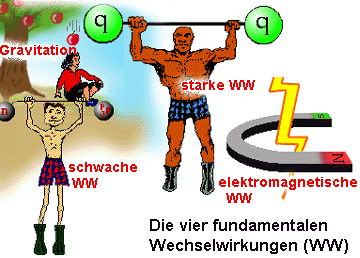 q
q
Gravitation
starke WW
n
P
schwache
WW
S
N
elektromagnetische
WW
Die vier fundamentalen
Wechselwirkungen (WW)